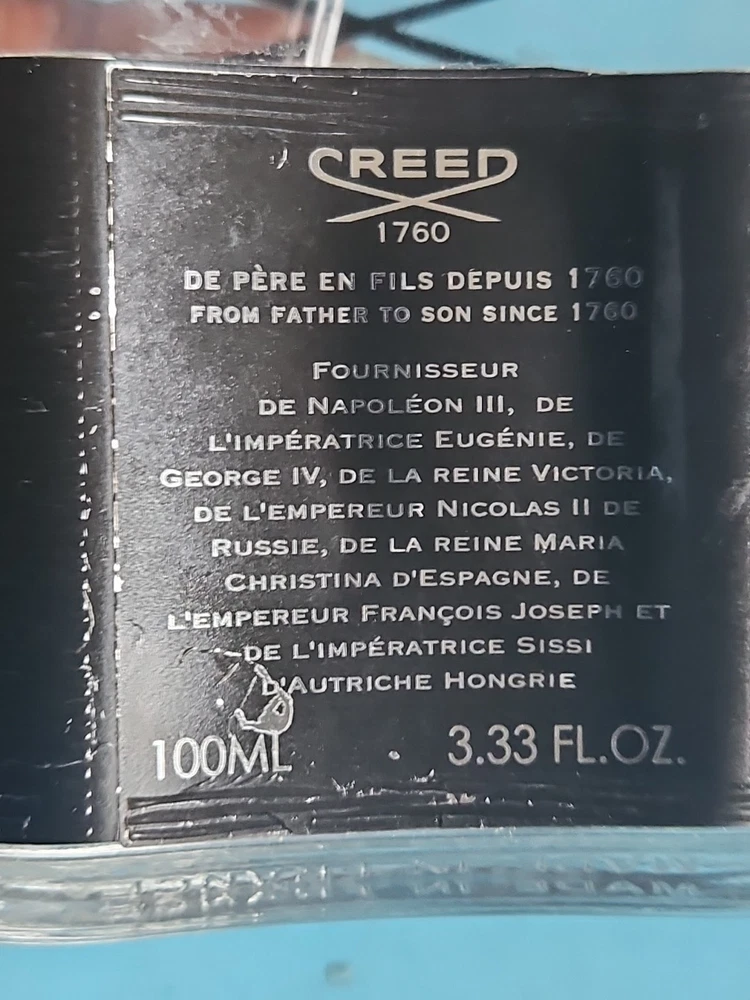 CREED
1760
DE PÈRE EN FILS DEPUIS 1760
FROM FATHER TO SON SINCE 1760
FOURNISSEUR
DE NAPOLÉON III, DE
L'IMPÉRATRICE EUGÉNIE, DE
GEORGE IV, DE LA REINE VICTORIA,
DE L'EMPEREUR NICOLAS II DE
RUSSIE, DE LA REINE MARIA
CHRISTINA D'ESPAGNE, DE
L'EMPEREUR FRANÇOIS JOSEPH ET
DE L'IMPÉRATRICE SISSI
D'AUTRICHE HONGRIE
100ML 3.33 FL.OZ.